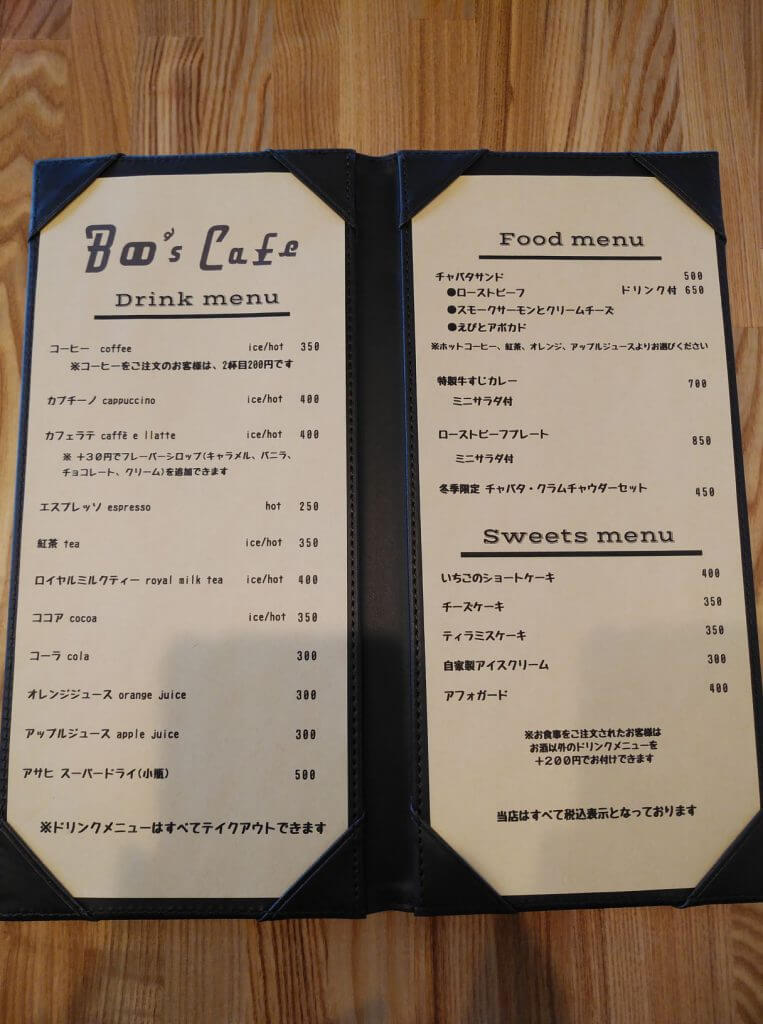 Boo's Cafe
Drink menu
コーヒー coffee ice/hot 350
※コーヒーをご注文のお客様は、2杯目200円です
カプチーノ cappuccino ice/hot 400
カフェラテ caffè e llatte ice/hot 400
※ +30円でフレーバーシロップ(キャラメル、バニラ、
チョコレート、クリーム)を追加できます
エスプレッソ espresso hot 250
紅茶 tea ice/hot 350
ロイヤルミルクティー royal milk tea ice/hot 400
ココア cocoa ice/hot 350
コーラ cola 300
オレンジジュース orange juice 300
アップルジュース apple juice 300
アサヒ スーパードライ(小瓶) 500
※ドリンクメニューはすべてテイクアウトできます
Food menu
チャバタサンド 500
●ローストビーフ ドリンク付 650
●スモークサーモンとクリームチーズ
●えびとアボカド
※ホットコーヒー、紅茶、オレンジ、アップルジュースよりお選びください
特製牛すじカレー 700
ミニサラダ付
ローストビーフプレート 850
ミニサラダ付
冬季限定 チャバタ・クラムチャウダーセット 450
Sweets menu
いちごのショートケーキ 400
チーズケーキ 350
ティラミスケーキ 350
自家製アイスクリーム 300
アフォガード 400
※お食事をご注文されたお客様は
お酒以外のドリンクメニューを
+200円でお付けできます
当店はすべて税込表示となっております